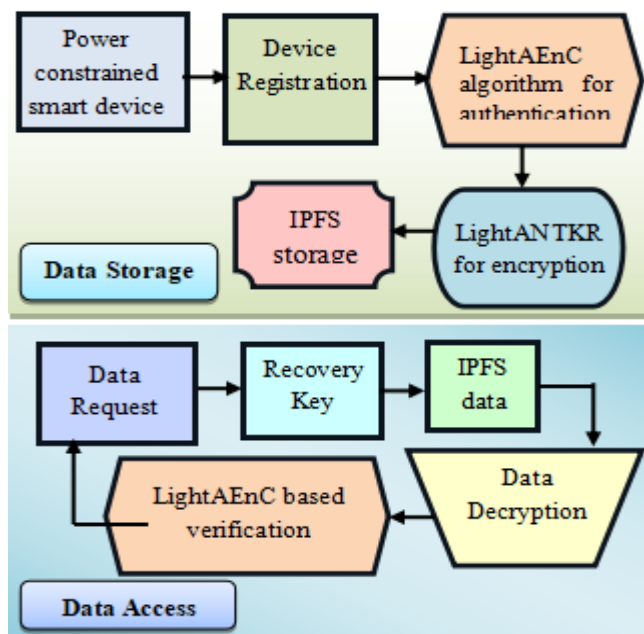 Power
constrained
smart device
Device
Registration
LightAEnC
algorithm for
authentication
IPFS
storage
LightANTKR
for encryption
Data Storage
Data
Request
Recovery
Key
IPFS
data
LightAEnC based
verification
Data
Decryption
Data Access